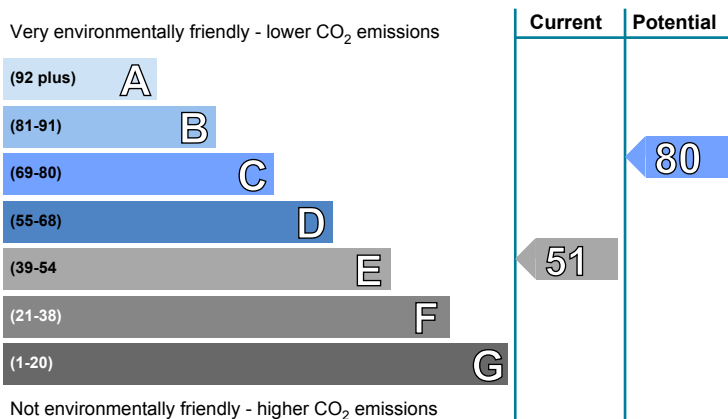 Current Potential
Very environmentally friendly - lower CO2 emissions
(92 plus) A
(81-91) B
(69-80) C
80
(55-68) D
(39-54 E
51
(21-38) F
(1-20) G
Not environmentally friendly - higher CO2 emissions